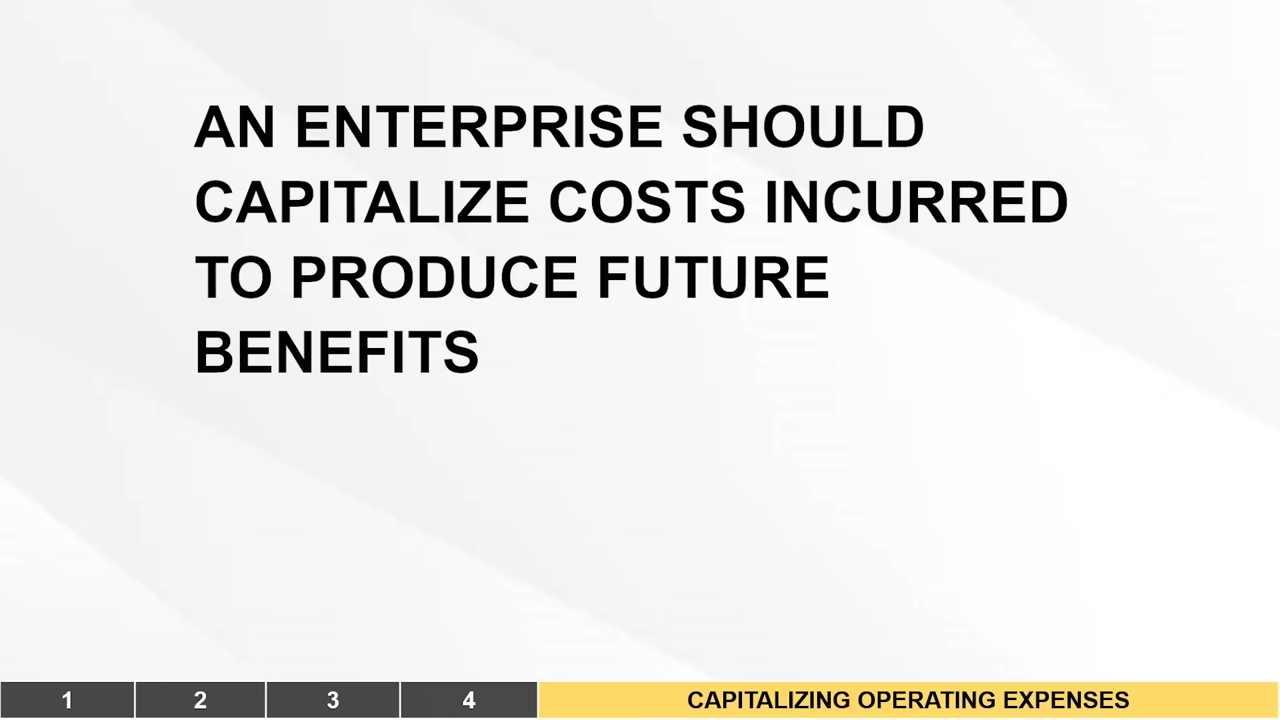 AN ENTERPRISE SHOULD
CAPITALIZE COSTS INCURRED
TO PRODUCE FUTURE
BENEFITS
1 2 3 4 CAPITALIZING OPERATING EXPENSES